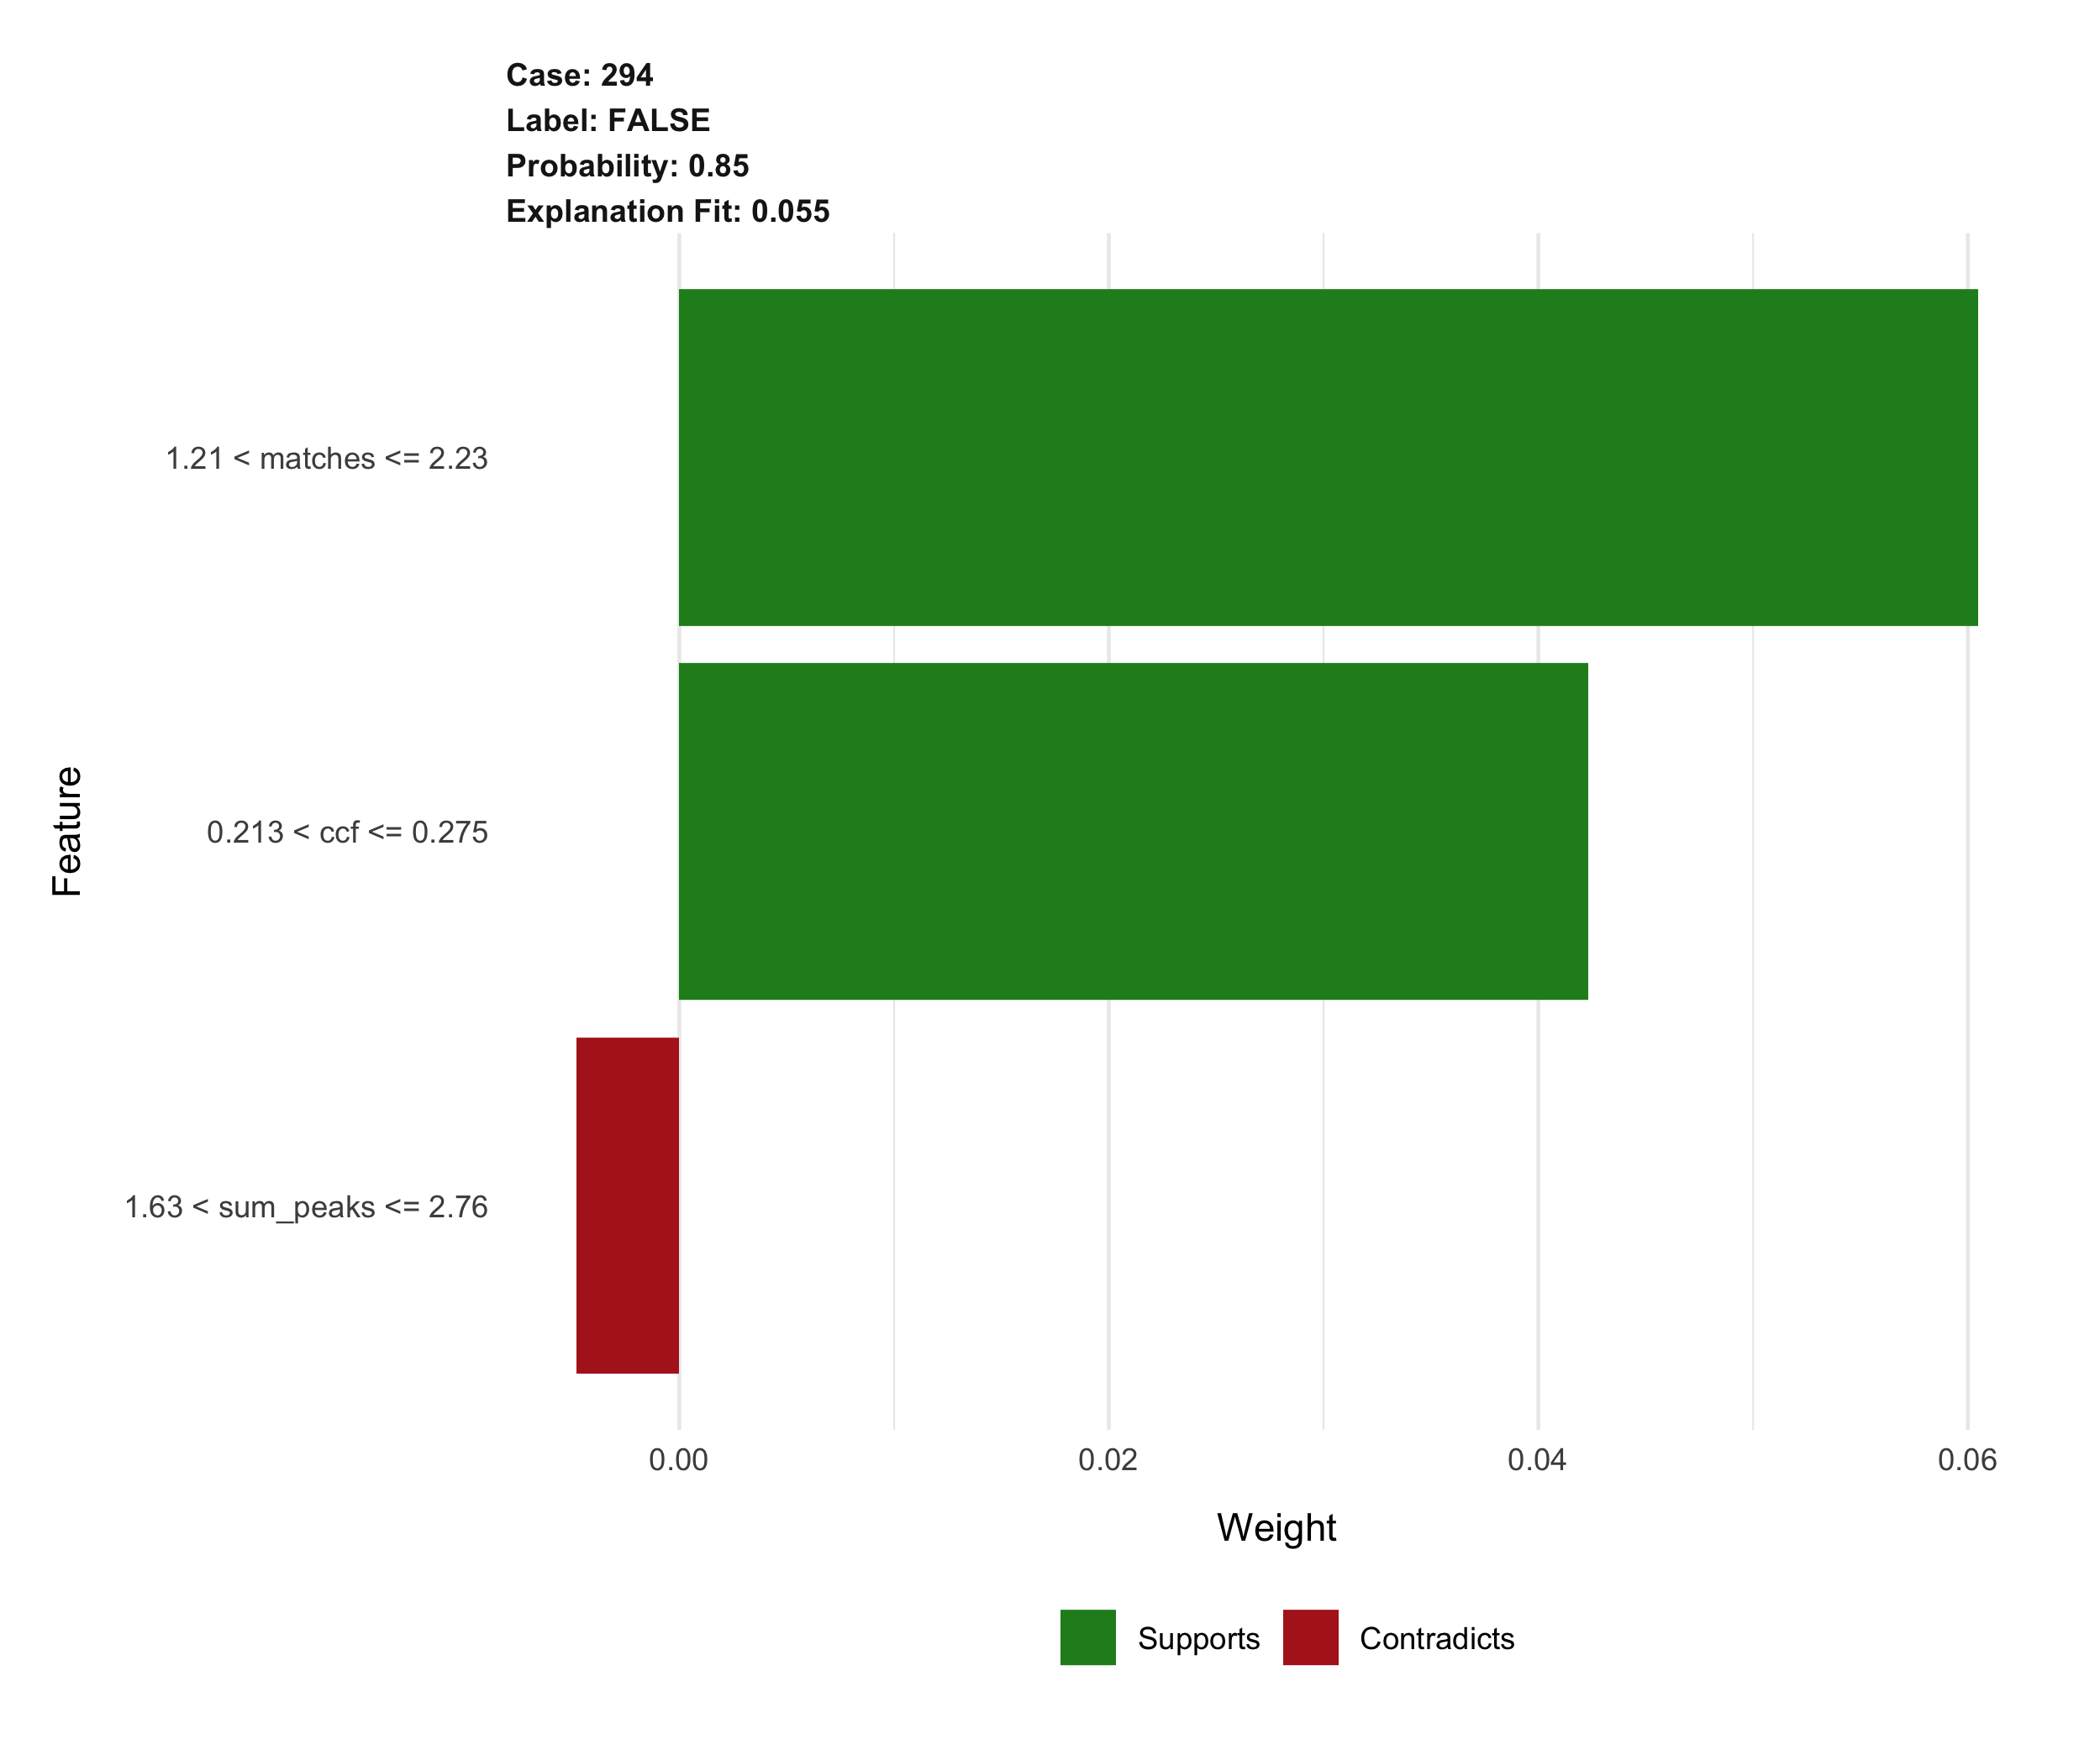 Case: 294
Label: FALSE
Probability: 0.85
Explanation Fit: 0.055
Feature
1.21 < matches <= 2.23
0.213 < ccf <= 0.275
1.63 < sum_peaks <= 2.76
0.00 0.02 0.04 0.06
Weight
Supports Contradicts